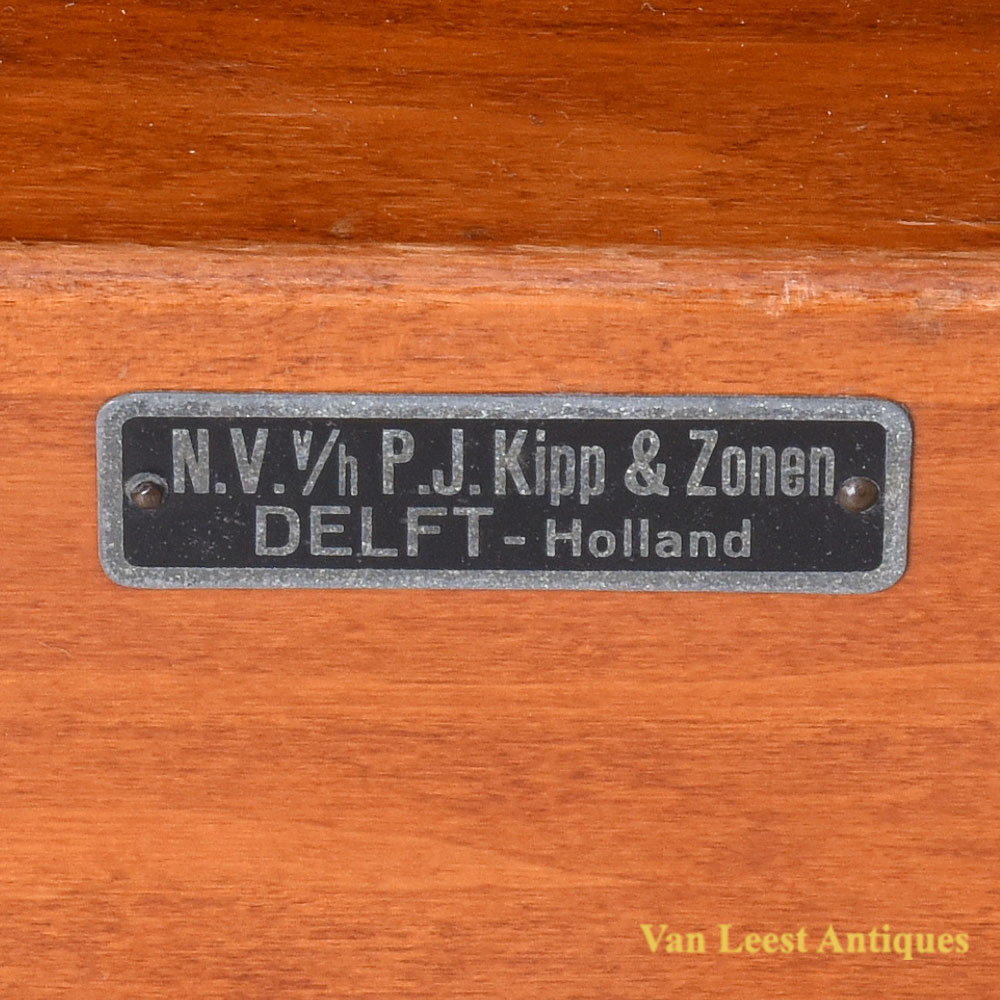 N.V. v/h P.J. Kipp & Zonen
DELFT - Holland
Van Leest Antiques